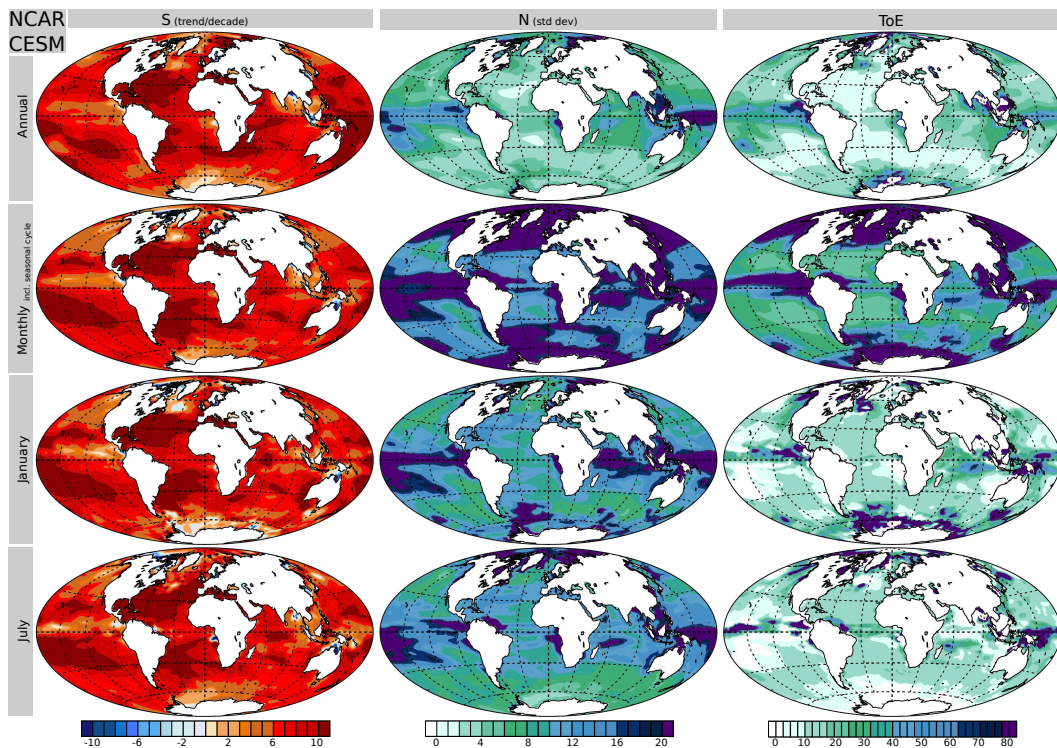 NCAR
CESM
S (trend/decade)
N (std dev)
ToE
Annual
Monthly incl. seasonal cycle
January
July
-10 -6 -2 2 6 10
0 4 8 12 16 20
0 10 20 30 40 50 60 70 80